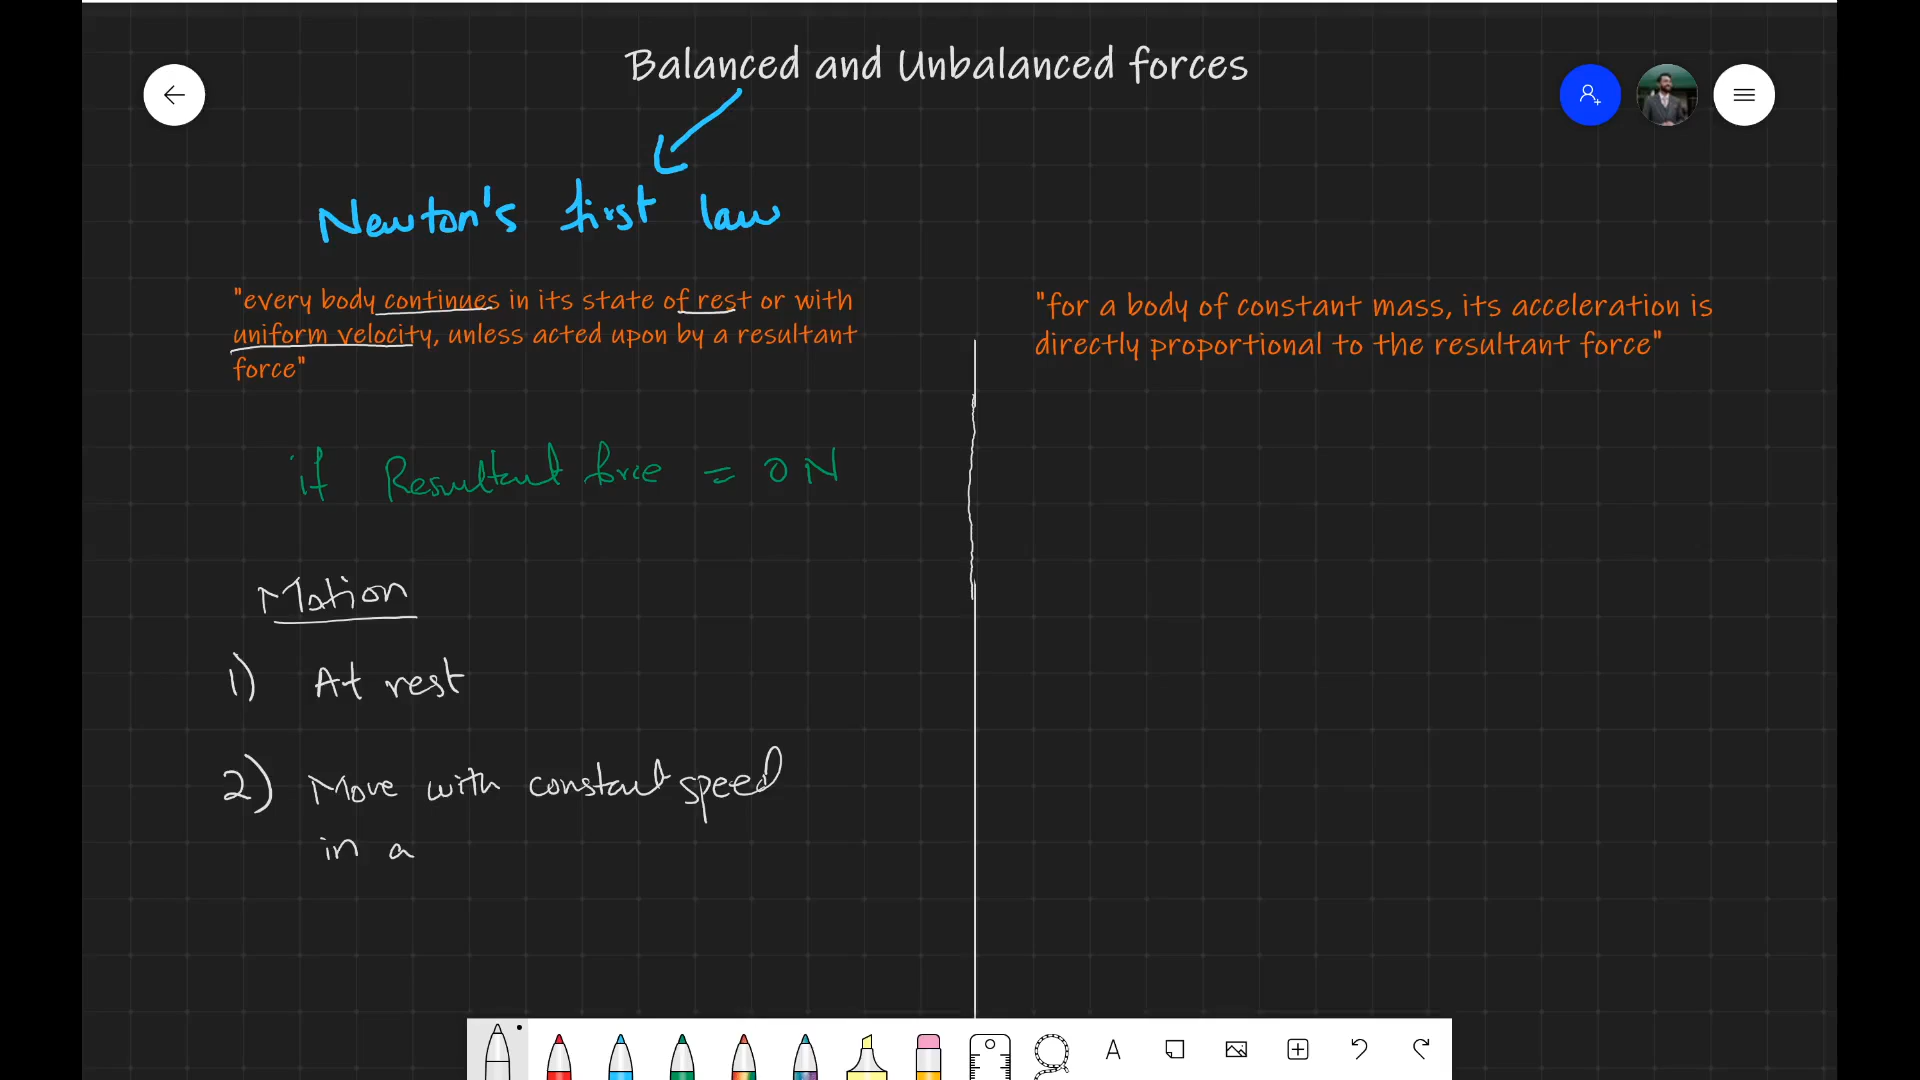 Balanced and Unbalanced forces
Newton's first law
"every body continues in its state of rest or with
uniform velocity, unless acted upon by a resultant
force"
if Resultant force = 0 N
Motion
1) At rest
2) Move with constant speed
in a
"for a body of constant mass, its acceleration is
directly proportional to the resultant force"
A